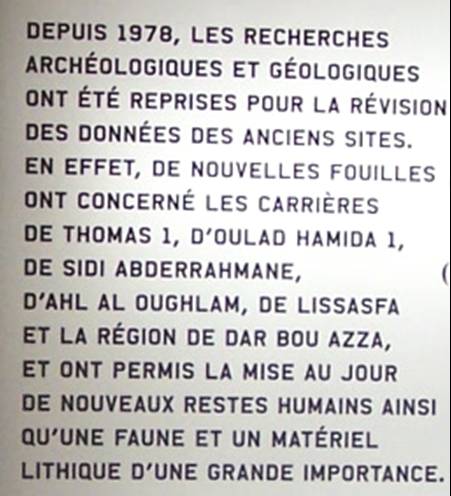 DEPUIS 1978, LES RECHERCHES
ARCHÉOLOGIQUES ET GÉOLOGIQUES
ONT ÉTÉ REPRISES POUR LA RÉVISION
DES DONNÉES DES ANCIENS SITES.
EN EFFET, DE NOUVELLES FOUILLES
ONT CONCERNÉ LES CARRIÈRES
DE THOMAS 1, D'OULAD HAMIDA 1,
DE SIDI ABDERRAHMANE,
D'AHL AL OUGHLAM, DE LISSASFA
ET LA RÉGION DE DAR BOU AZZA,
ET ONT PERMIS LA MISE AU JOUR
DE NOUVEAUX RESTES HUMAINS AINSI
QU'UNE FAUNE ET UN MATÉRIEL
LITHIQUE D'UNE GRANDE IMPORTANCE.